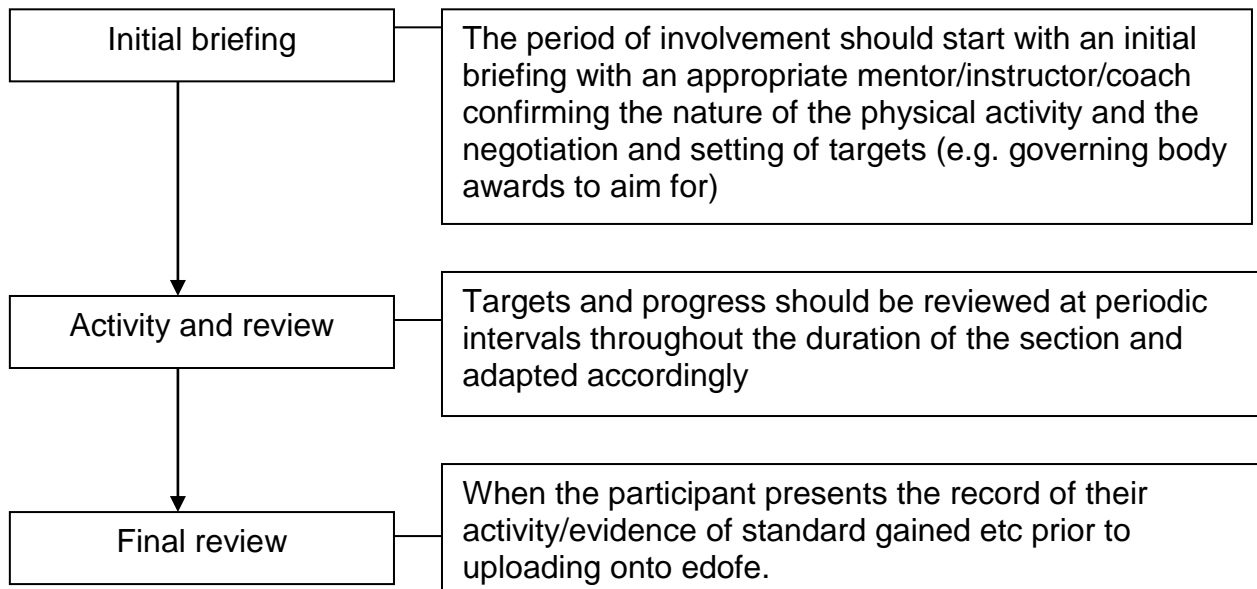 Initial briefing
The period of involvement should start with an initial
briefing with an appropriate mentor/instructor/coach
confirming the nature of the physical activity and the
negotiation and setting of targets (e.g. governing body
awards to aim for)
Activity and review
Targets and progress should be reviewed at periodic
intervals throughout the duration of the section and
adapted accordingly
Final review
When the participant presents the record of their
activity/evidence of standard gained etc prior to
uploading onto edofe.